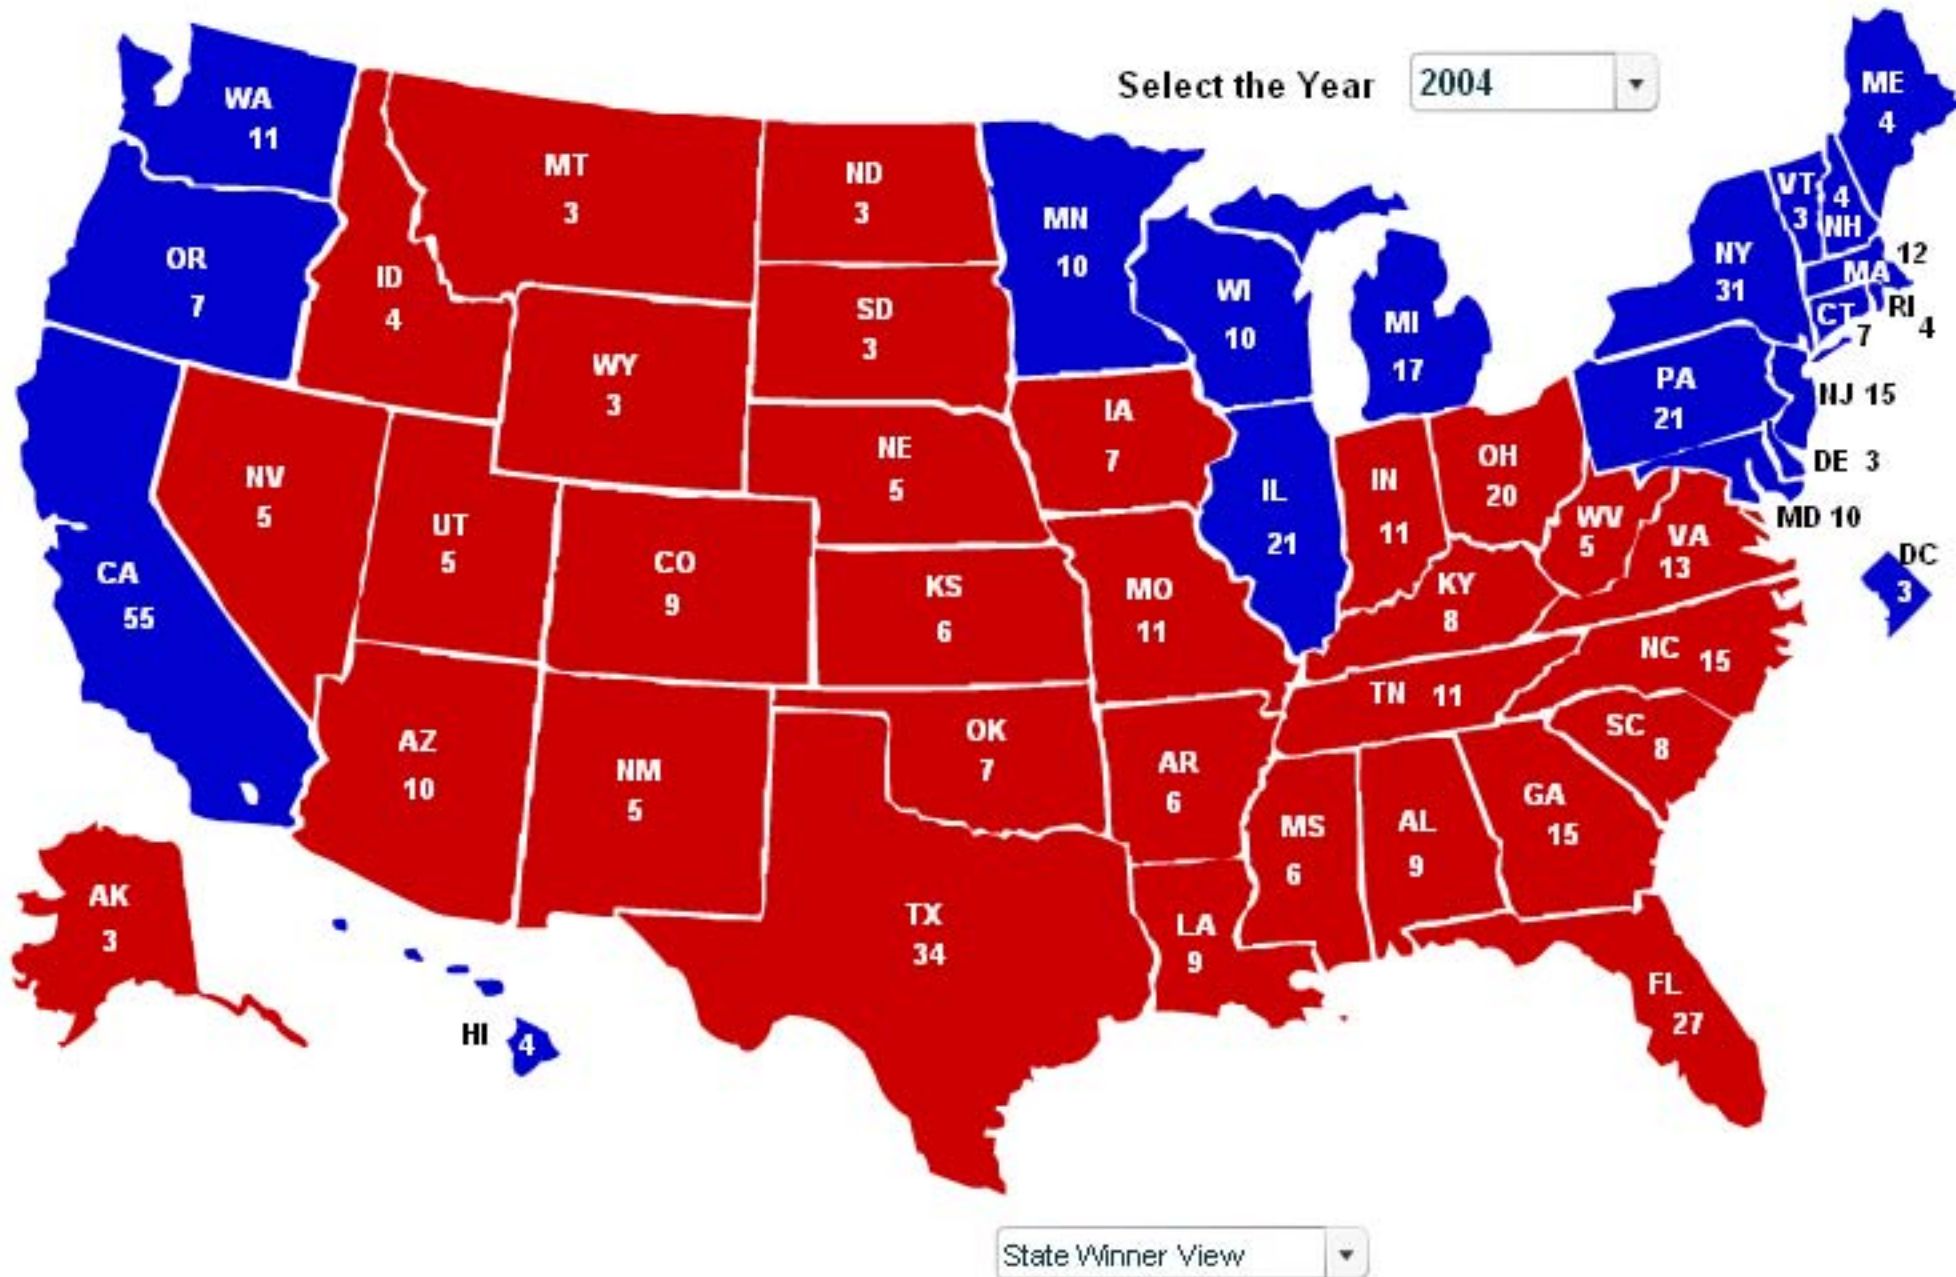 Select the Year 2004
WA
11
OR
7
CA
55
ID
4
NV
5
MT
3
WY
3
UT
5
AZ
10
CO
9
NM
5
ND
3
SD
3
NE
5
KS
6
OK
7
TX
34
MN
10
IA
7
MO
11
AR
6
LA
9
WI
10
IL
21
MI
17
IN
11
OH
20
KY
8
TN 11
MS
6
AL
9
GA
15
FL
27
SC
8
NC 15
VA
13
WV
5
PA
21
NY
31
VT
3
4
NH
ME
4
12
MA
RI
4
CT
7
NJ 15
DE 3
MD 10
DC
3
AK
3
HI 4
State Winner View